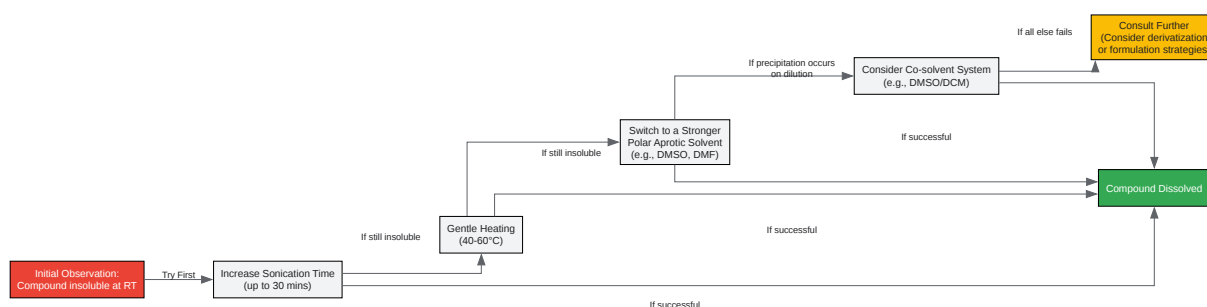 Initial Observation:
Compound insoluble at RT
Try First
Increase Sonication Time
(up to 30 mins)
If still insoluble
Gentle Heating
(40-60°C)
If still insoluble
Switch to a Stronger
Polar Aprotic Solvent
(e.g., DMSO, DMF)
If precipitation occurs
on dilution
Consider Co-solvent System
(e.g., DMSO/DCM)
If all else fails
Consult Further
(Consider derivatization
or formulation strategies
If successful
If successful
If successful
Compound Dissolved